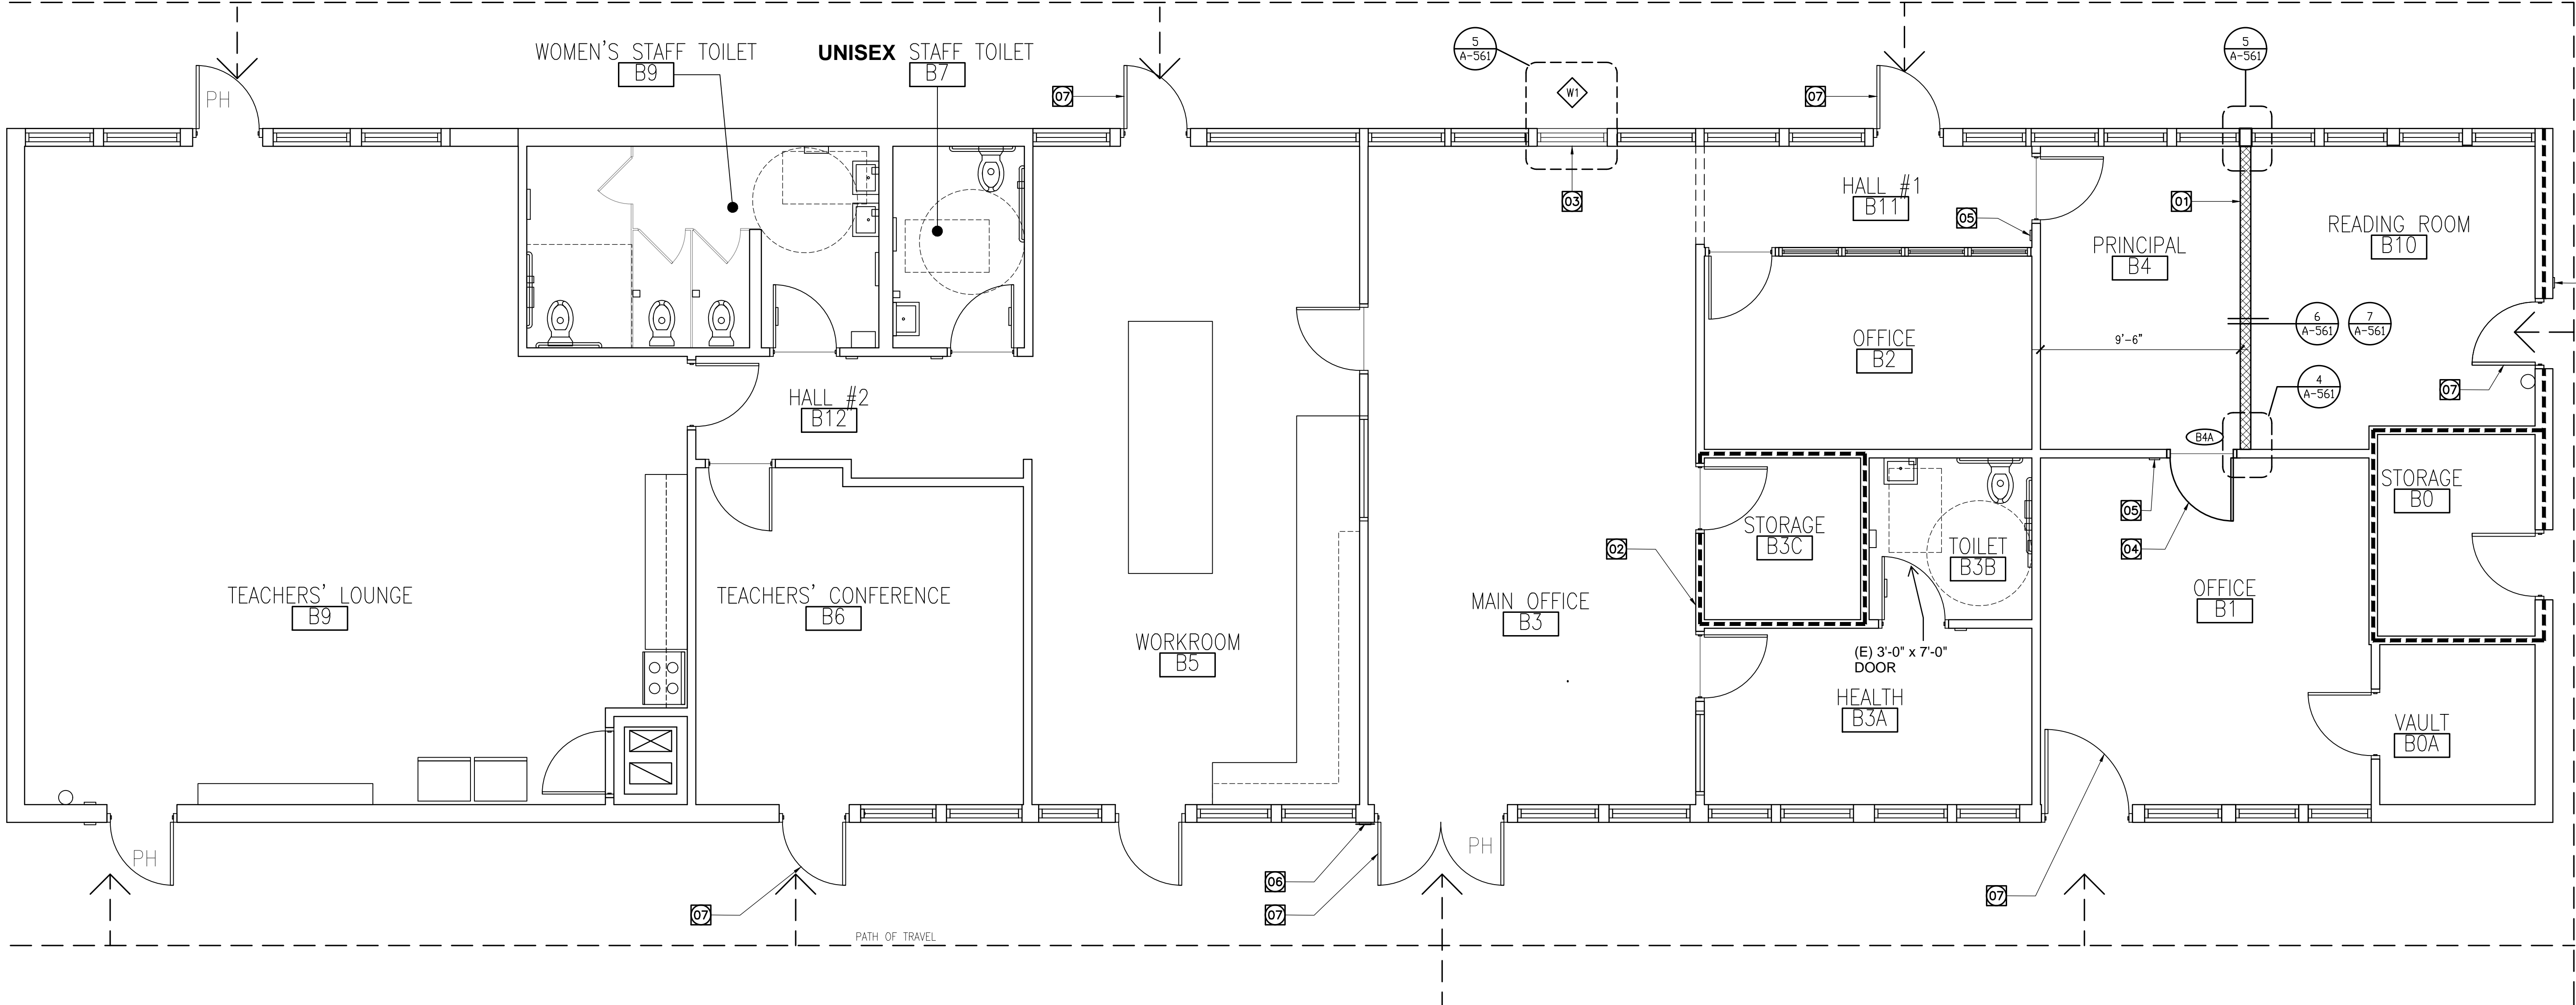 WOMEN'S STAFF TOILET
B9
UNISEX STAFF TOILET
B7
5
A-561
W1
5
A-561
PH
07
07
03
HALL #1
B11
05
01
PRINCIPAL
B4
READING ROOM
B10
OFFICE
B2
9'-6"
6
A-561
7
A-561
4
A-561
07
HALL #2
B12
B4A
STORAGE
B0
05
04
STORAGE
B3C
02
TOILET
B3B
TEACHERS' LOUNGE
B9
TEACHERS' CONFERENCE
B6
MAIN OFFICE
B3
OFFICE
B1
WORKROOM
B5
(E) 3'-0" x 7'-0"
DOOR
HEALTH
B3A
VAULT
B0A
PH
PH
06
07
07
07
PATH OF TRAVEL